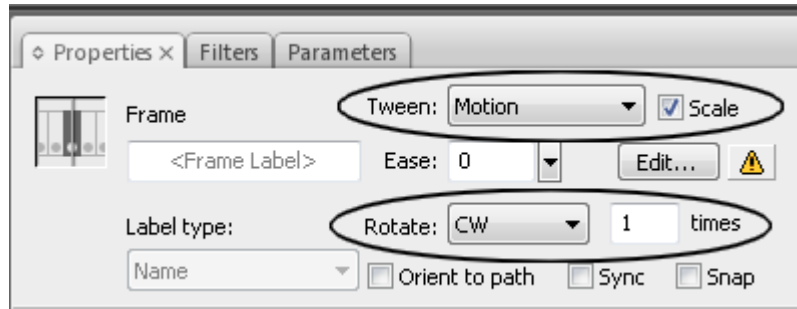 Properties × Filters Parameters
Frame Tween: Motion Scale
<Frame Label> Ease: 0 Edit...
Label type: Rotate: CW 1 times
Name Orient to path Sync Snap